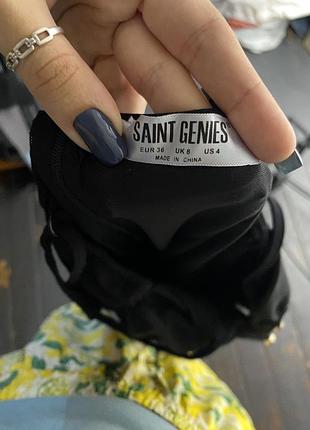 SAINT GENIES
EUR 36 UK 8 US 4
MADE IN CHINA